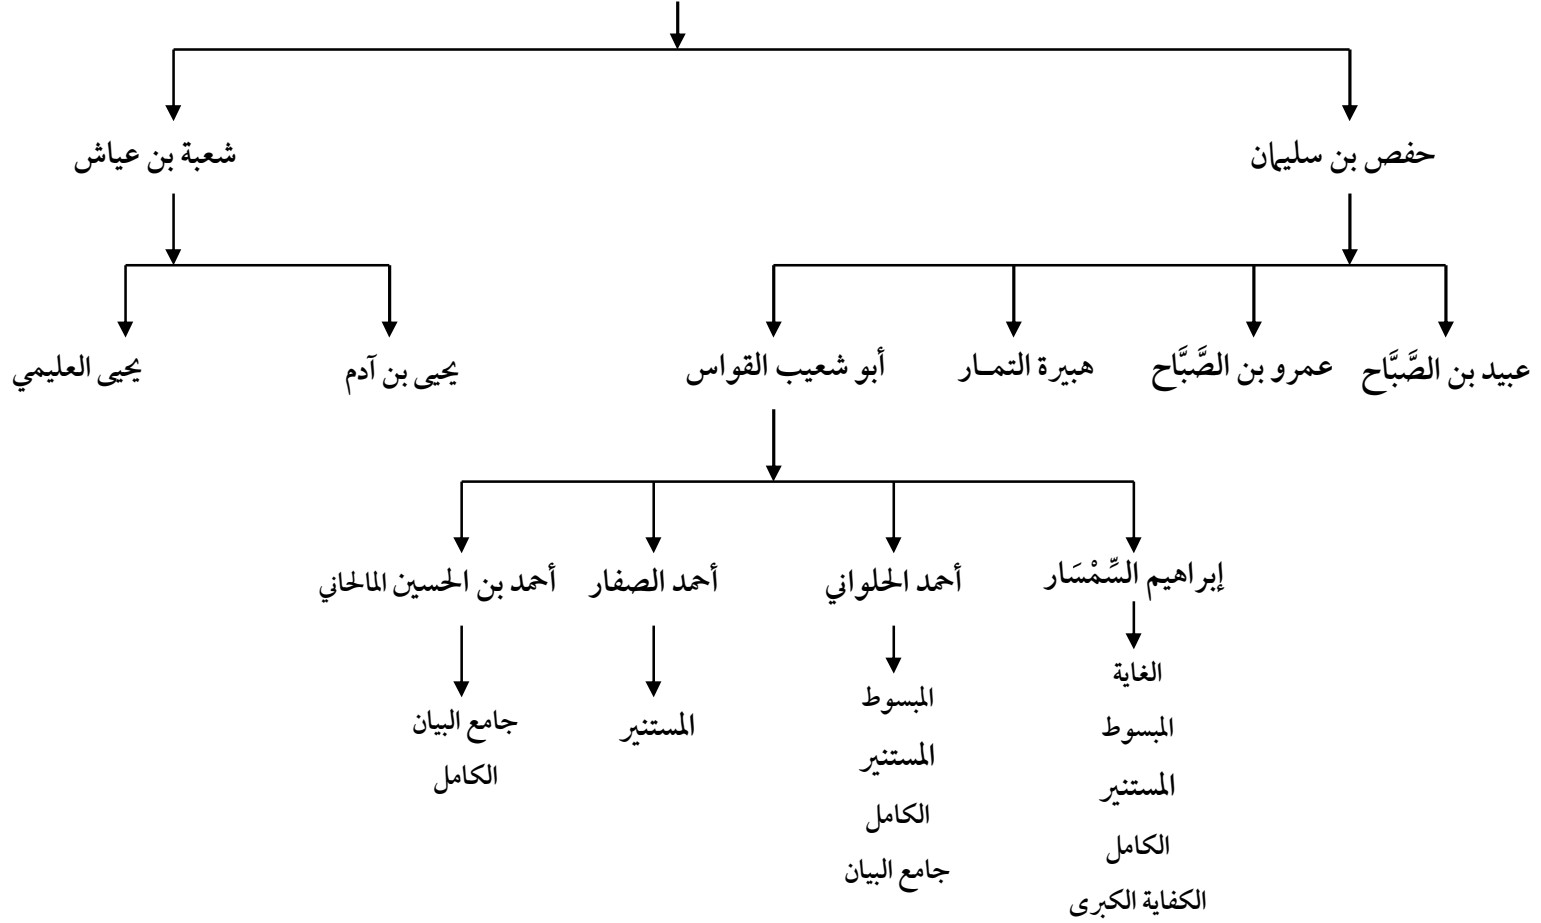 حفص بن سليمان
شعبة بن عياش
عبيد بن الصَّبَّاح
عمرو بن الصَّبَّاح
هبيرة التمــار
أبو شعيب القواس
يحيى بن آدم
يحيى العليمي
إبراهيم السِّمْسَار
أحمد الحلواني
أحمد الصفار
أحمد بن الحسين المالحاني
الغاية
المبسوط
المستنير
الكامل
الكفاية الكبرى
المبسوط
المستنير
الكامل
جامع البيان
المستنير
جامع البيان
الكامل